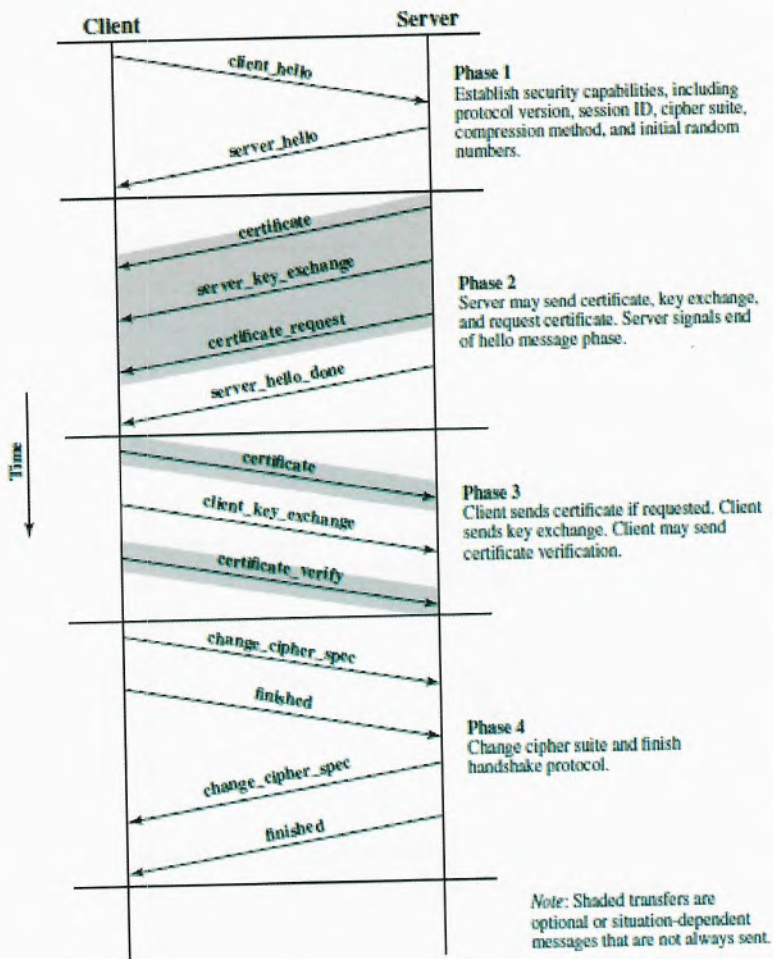 Client
Server
client_hello
server_hello
Phase 1
Establish security capabilities, including
protocol version, session ID, cipher suite,
compression method, and initial random
numbers.
certificate
server_key_exchange
certificate_request
server_hello_done
Phase 2
Server may send certificate, key exchange,
and request certificate. Server signals end
of hello message phase.
Time
certificate
client_key_exchange
certificate_verify
Phase 3
Client sends certificate if requested. Client
sends key exchange. Client may send
certificate verification.
change_cipher_spec
finished
change_cipher_spec
finished
Phase 4
Change cipher suite and finish
handshake protocol.
Note: Shaded transfers are
optional or situation-dependent
messages that are not always sent.